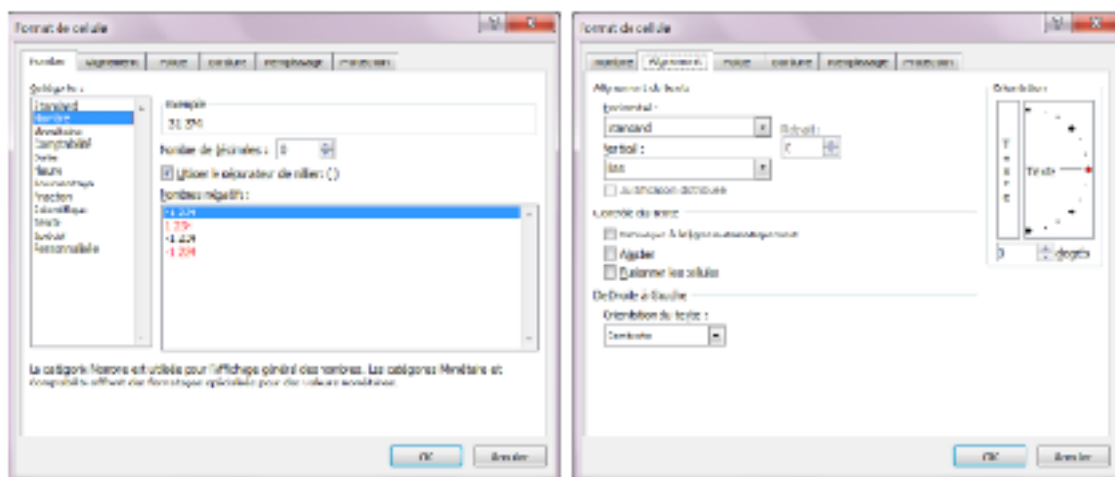 Format de cellule
Nombre Alignement Police Bordure Remplissage Protection
Catégorie :
Standard
Nombre
Monétaire
Comptabilité
Date
Heure
Pourcentage
Fraction
Scientifique
Texte
Spécial
Personnalisée
Exemple
Nombre de décimales : 0
Utiliser le séparateur de milliers ( )
Nombres négatifs :
-1 234
1 234
-1 234
-1 234
La catégorie Nombre est utilisée pour l'affichage général des nombres. Les catégories Monétaire et
Comptabilité offrent des formatages spécialisés pour des valeurs monétaires.
OK Annuler
Format de cellule
Nombre Alignement Police Bordure Remplissage Protection
Alignement du texte
Horizontal :
Standard
Retrait :
0
Vertical :
Bas
Justification distribuée
Contrôle du texte
Renvoyer à la ligne automatiquement
Ajuster
Fusionner les cellules
De Droite à Gauche
Orientation du texte :
Contexte
Orientation
Texte
Texte
0 degrés
OK Annuler